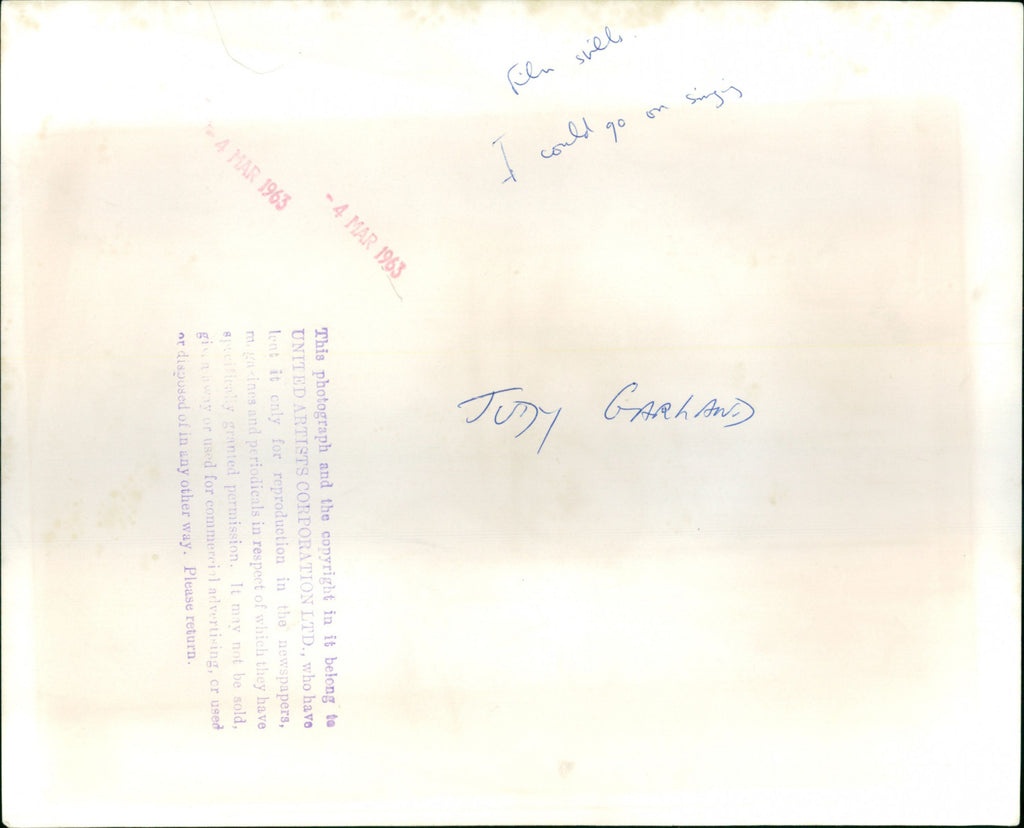 Film stills.
I could go on singing
- 4 MAR 1963
- 4 MAR 1963
JUDY GARLAND
This photograph and the copyright in it belong to
UNITED ARTISTS CORPORATION LTD., who have
lent it only for reproduction in the newspapers,
magazines and periodicals in respect of which they have
specifically granted permission. It may not be sold,
given away or used for commercial advertising, or used
or disposed of in any other way. Please return.